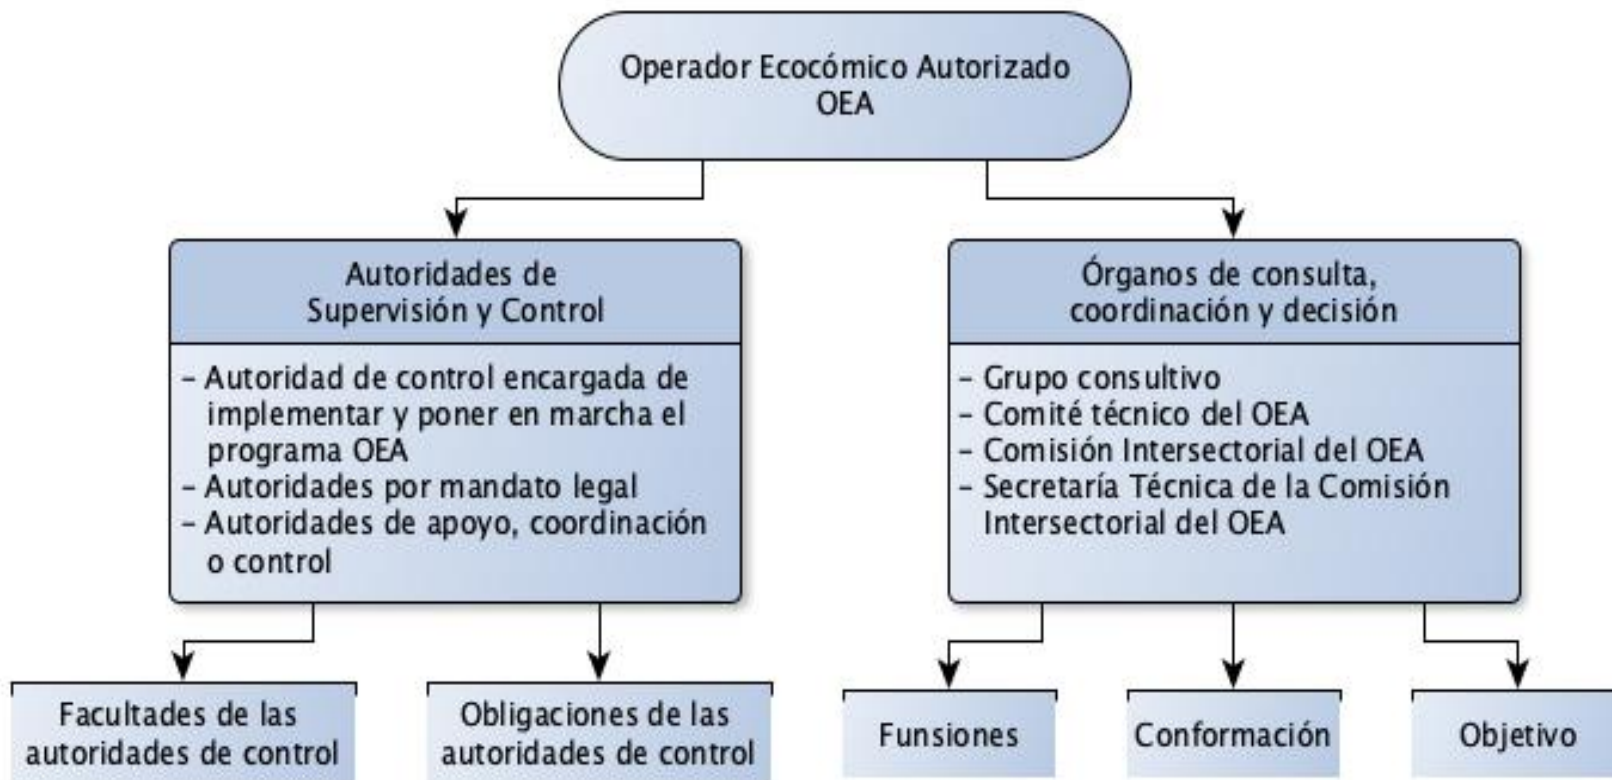 Operador Ecocómico Autorizado
OEA
Autoridades de
Supervisión y Control
– Autoridad de control encargada de
implementar y poner en marcha el
programa OEA
– Autoridades por mandato legal
– Autoridades de apoyo, coordinación
o control
Órganos de consulta,
coordinación y decisión
– Grupo consultivo
– Comité técnico del OEA
– Comisión Intersectorial del OEA
– Secretaría Técnica de la Comisión
Intersectorial del OEA
Facultades de las
autoridades de control
Obligaciones de las
autoridades de control
Funsiones
Conformación
Objetivo